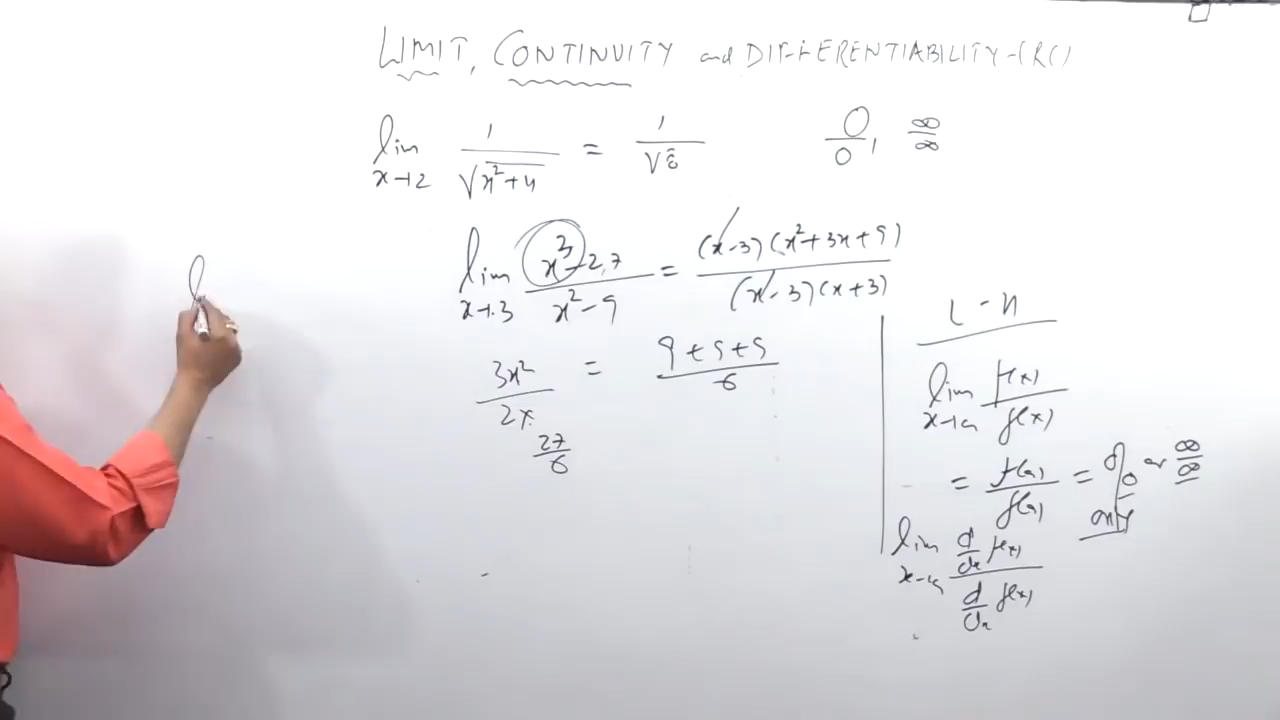 LIMIT, CONTINUITY and DIFFERENTIABILITY-(RC)
lim x→2 1/√(x²+4) = 1/√8
0/0, ∞/∞
lim x→3 (x³-27)/(x²-9) = (x-3)(x²+3x+9)/(x-3)(x+3)
3x²/2x = (9+9+9)/6
27/6
L-H
lim x→a f(x)/f(x)
= f(a)/f(a) = 0/0 or ∞/∞
only
lim x→a d/dx f(x) / d/dx f(x)
l